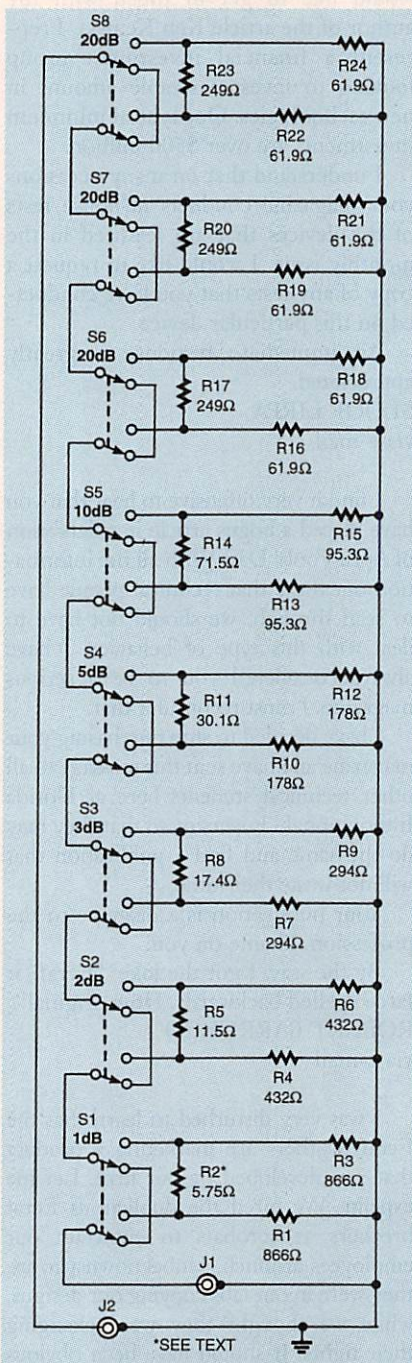 S8
20dB
R23
249Ω
R24
61.9Ω
R22
61.9Ω
S7
20dB
R20
249Ω
R21
61.9Ω
R19
61.9Ω
S6
20dB
R17
249Ω
R18
61.9Ω
R16
61.9Ω
S5
10dB
R14
71.5Ω
R15
95.3Ω
R13
95.3Ω
S4
5dB
R11
30.1Ω
R12
178Ω
R10
178Ω
S3
3dB
R8
17.4Ω
R9
294Ω
R7
294Ω
S2
2dB
R5
11.5Ω
R6
432Ω
R4
432Ω
S1
1dB
R2*
5.75Ω
R3
866Ω
R1
866Ω
J1
J2
*SEE TEXT